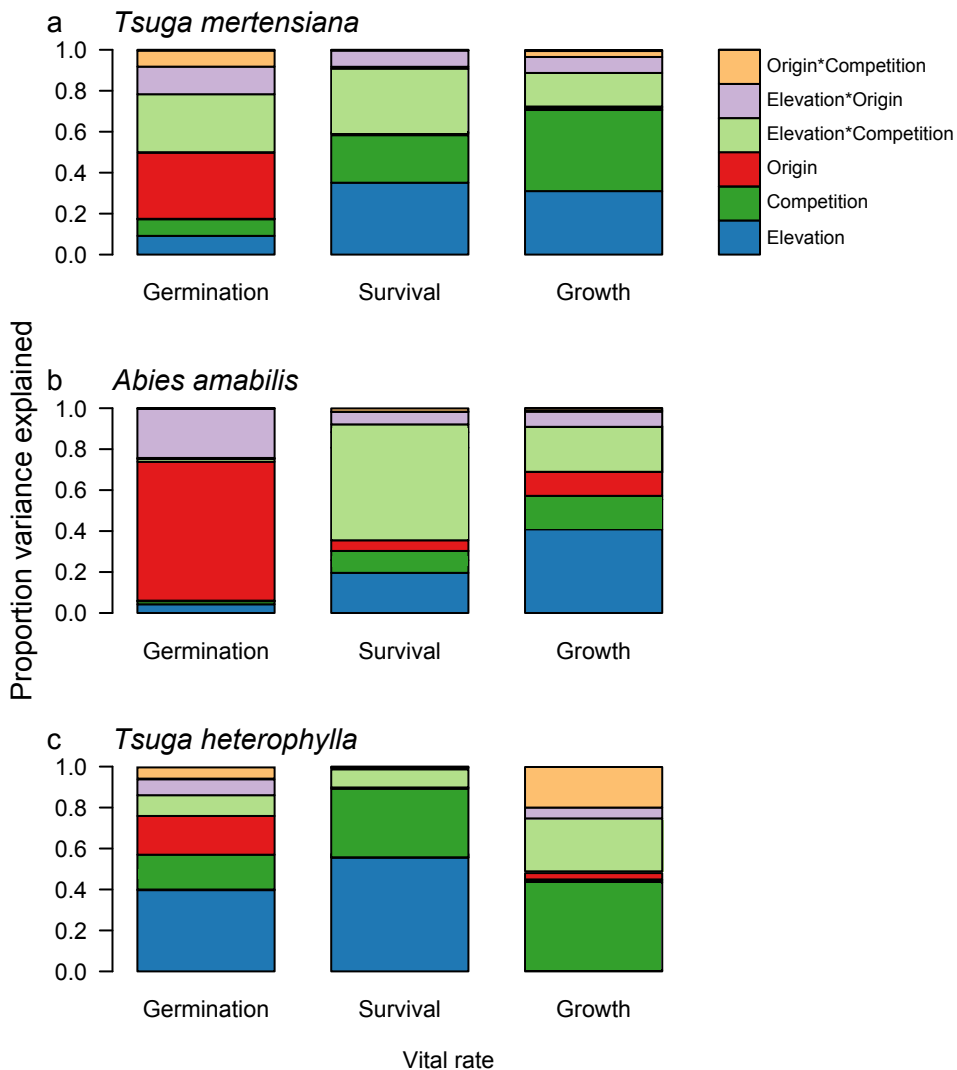 a Tsuga mertensiana
1.0
0.8
0.6
0.4
0.2
0.0
Germination Survival Growth
Origin*Competition
Elevation*Origin
Elevation*Competition
Origin
Competition
Elevation
Proportion variance explained
b Abies amabilis
1.0
0.8
0.6
0.4
0.2
0.0
Germination Survival Growth
c Tsuga heterophylla
1.0
0.8
0.6
0.4
0.2
0.0
Germination Survival Growth
Vital rate